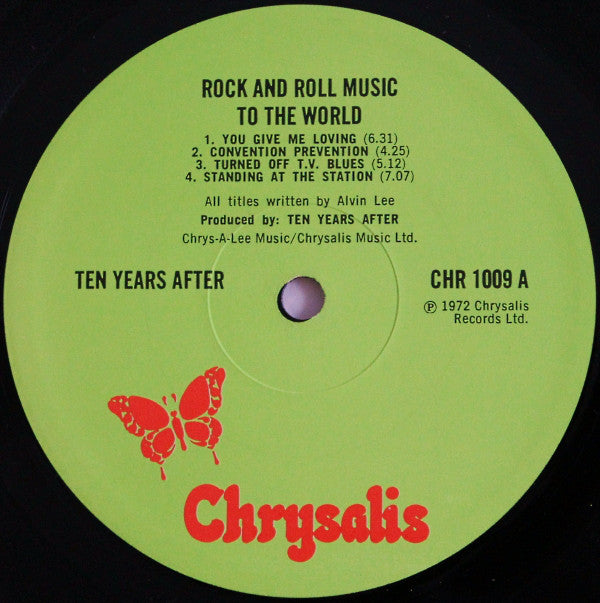 ROCK AND ROLL MUSIC
TO THE WORLD
1. YOU GIVE ME LOVING (6.31)
2. CONVENTION PREVENTION (4.25)
3. TURNED OFF T.V. BLUES (5.12)
4. STANDING AT THE STATION (7.07)
All titles written by Alvin Lee
Produced by: TEN YEARS AFTER
Chrys-A-Lee Music/Chrysalis Music Ltd.
TEN YEARS AFTER
CHR 1009 A
℗ 1972 Chrysalis
Records Ltd.
Chrysalis